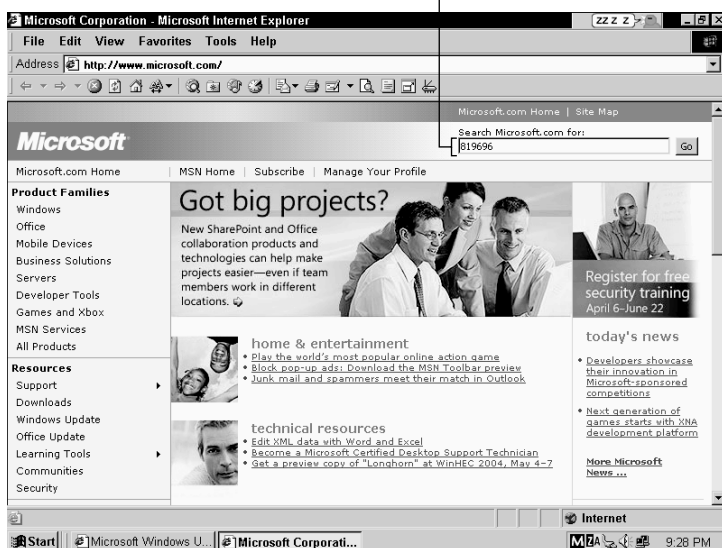 Microsoft Corporation - Microsoft Internet Explorer
zz z z
File Edit View Favorites Tools Help
Address http://www.microsoft.com/
Microsoft.com Home | Site Map
Microsoft
Search Microsoft.com for:
819696 Go
Microsoft.com Home | MSN Home | Subscribe | Manage Your Profile
Product Families
Windows
Office
Mobile Devices
Business Solutions
Servers
Developer Tools
Games and Xbox
MSN Services
All Products
Resources
Support
Downloads
Windows Update
Office Update
Learning Tools
Communities
Security
Got big projects?
New SharePoint and Office
collaboration products and
technologies can help make
projects easier—even if team
members work in different
locations.
Register for free
security training
April 6–June 22
home & entertainment
• Play the world's most popular online action game
• Block pop-up ads: Download the MSN Toolbar preview
• Junk mail and spammers meet their match in Outlook
technical resources
• Edit XML data with Word and Excel
• Become a Microsoft Certified Desktop Support Technician
• Get a preview copy of "Longhorn" at WinHEC 2004, May 4–7
today's news
• Developers showcase
their innovation in
Microsoft-sponsored
competitions
• Next generation of
games starts with XNA
development platform
More Microsoft
News ...
Internet
Start Microsoft Windows U... Microsoft Corporati... 9:28 PM